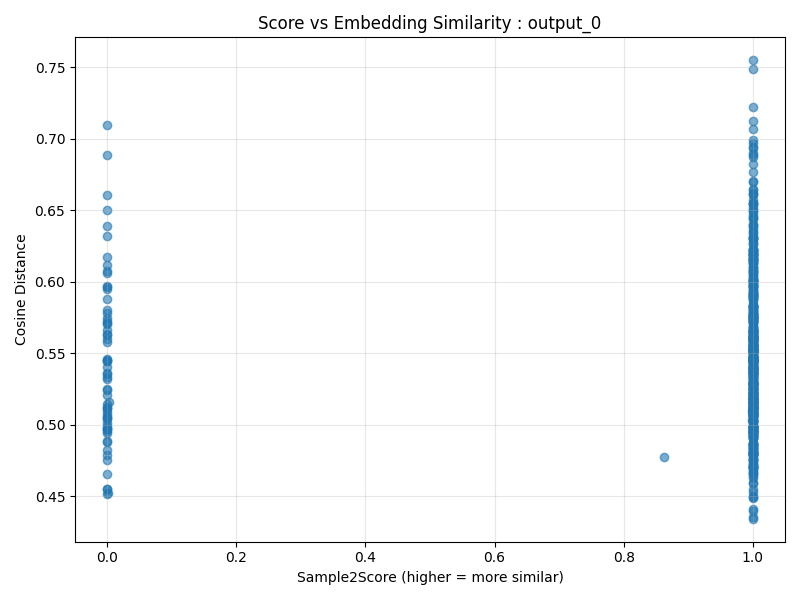 Score vs Embedding Similarity : output_0
Cosine Distance
0.75
0.70
0.65
0.60
0.55
0.50
0.45
0.0 0.2 0.4 0.6 0.8 1.0
Sample2Score (higher = more similar)